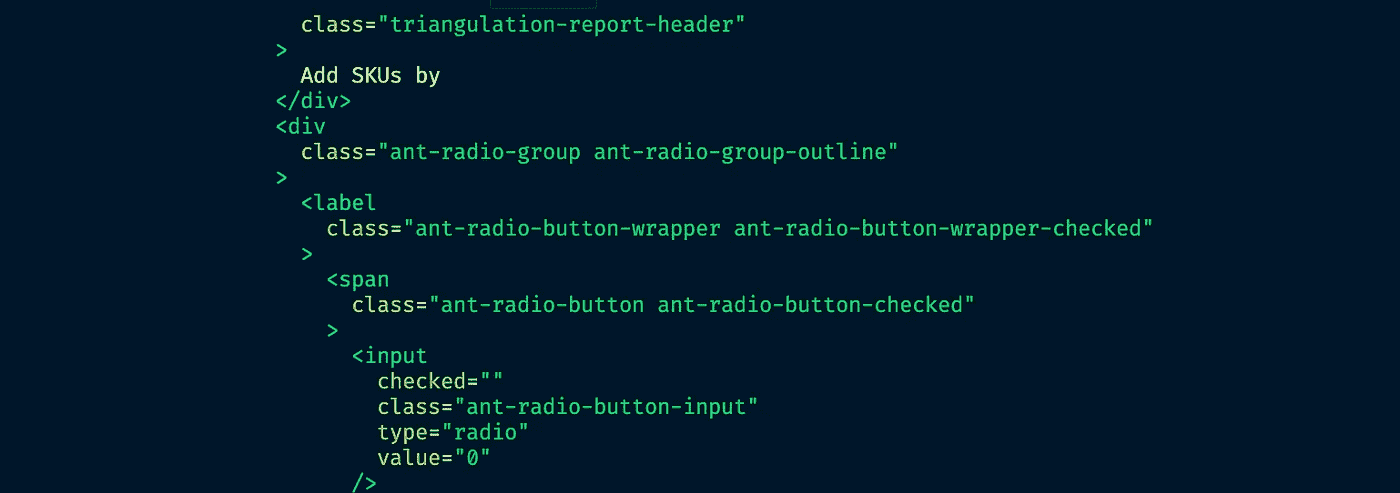 class="triangulation-report-header"
>
Add SKUs by
</div>
<div
class="ant-radio-group ant-radio-group-outline"
>
<label
class="ant-radio-button-wrapper ant-radio-button-wrapper-checked"
>
<span
class="ant-radio-button ant-radio-button-checked"
>
<input
checked=""
class="ant-radio-button-input"
type="radio"
value="0"
/>